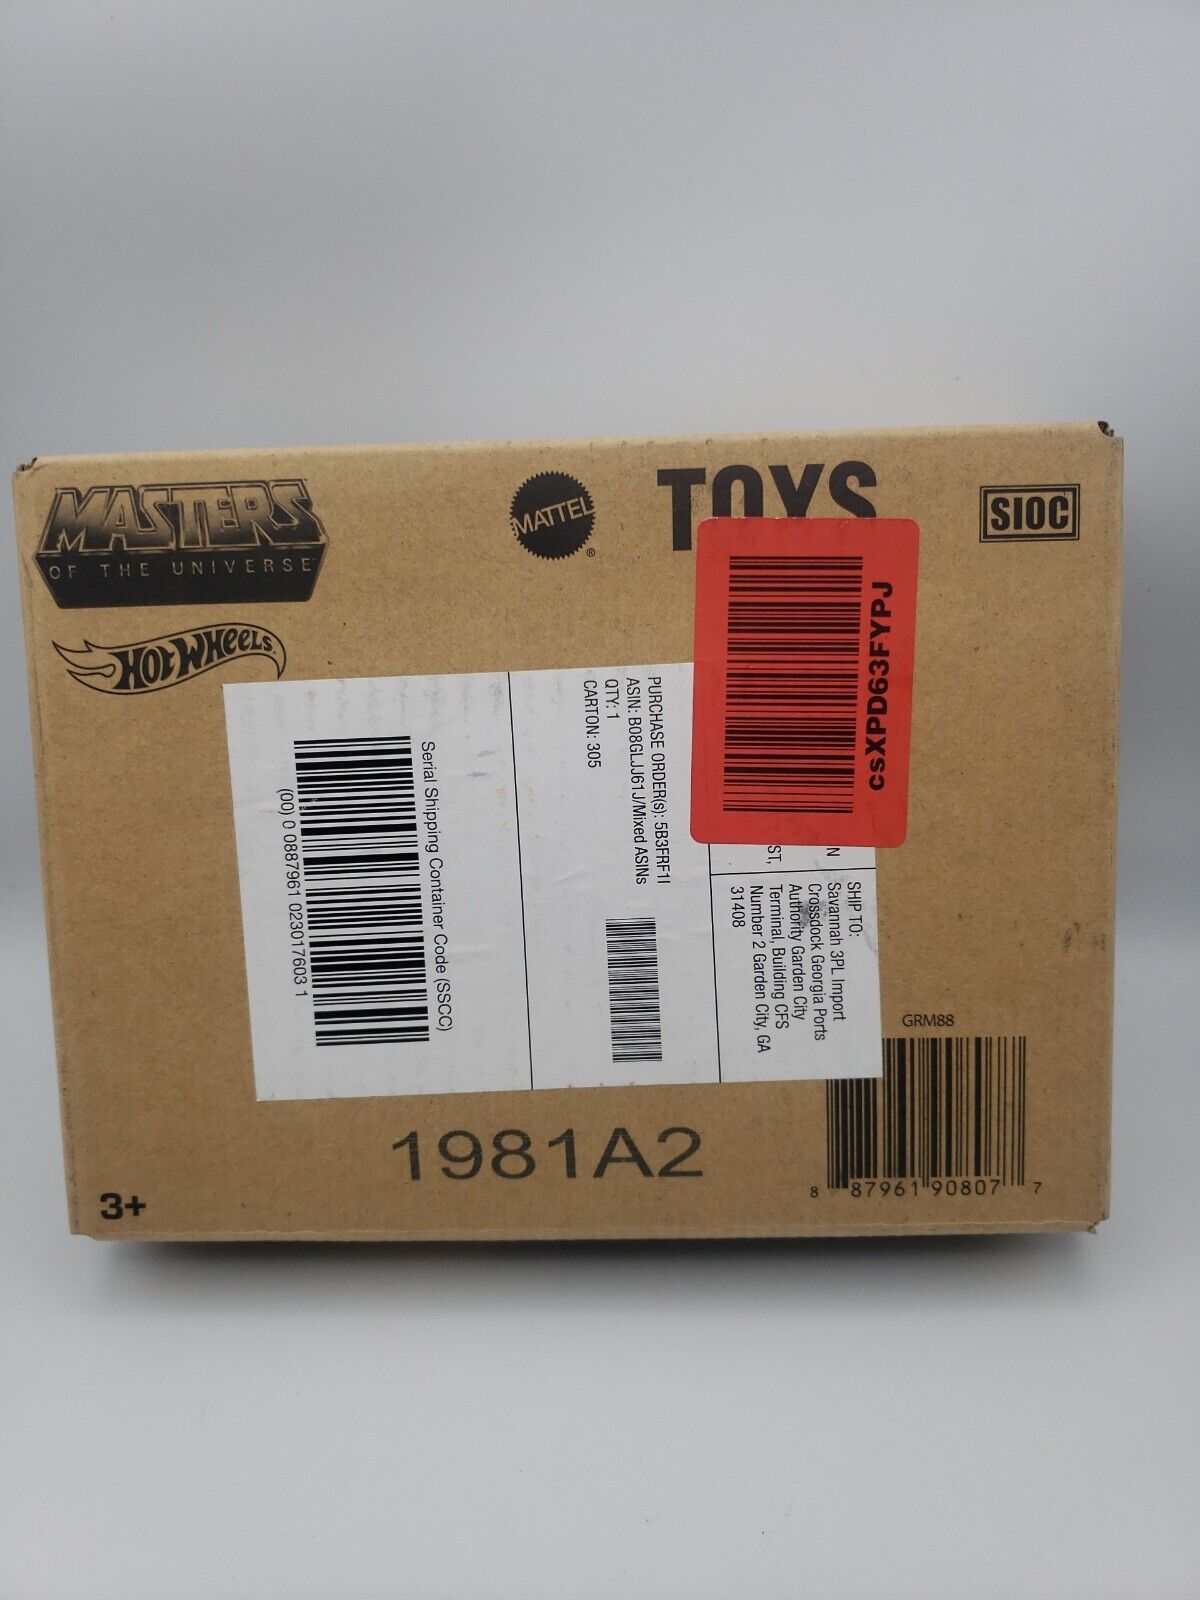 MASTERS
OF THE UNIVERSE
HOT WHEELS
MATTEL
®
TOYS
SIOC
csXPD63FYPJ
N
ST,
SHIP TO:
Savannah 3PL Import
Crossdock Georgia Ports
Authority Garden City
Terminal, Building CFS
Number 2 Garden City, GA
31408
PURCHASE ORDER(s): 5B3FRF1I
ASIN: B08GLJJ61J/Mixed ASINs
QTY: 1
CARTON: 305
Serial Shipping Container Code (SSCC)
(00) 0 0887961 023017603 1
GRM88
8 87961 90807 7
1981A2
3+